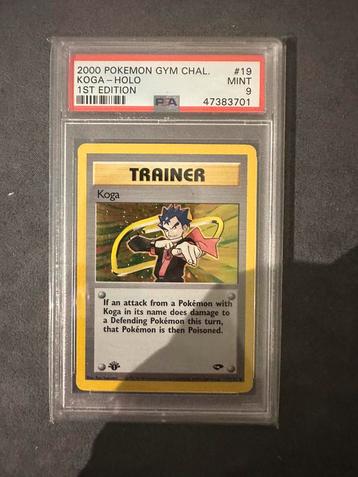 2000 POKEMON GYM CHAL. #19
KOGA - HOLO MINT
1ST EDITION 9
PSA 47383701
TRAINER
Koga
If an attack from a Pokémon with
Koga in its name does damage to
a Defending Pokémon this turn,
that Pokémon is then Poisoned.